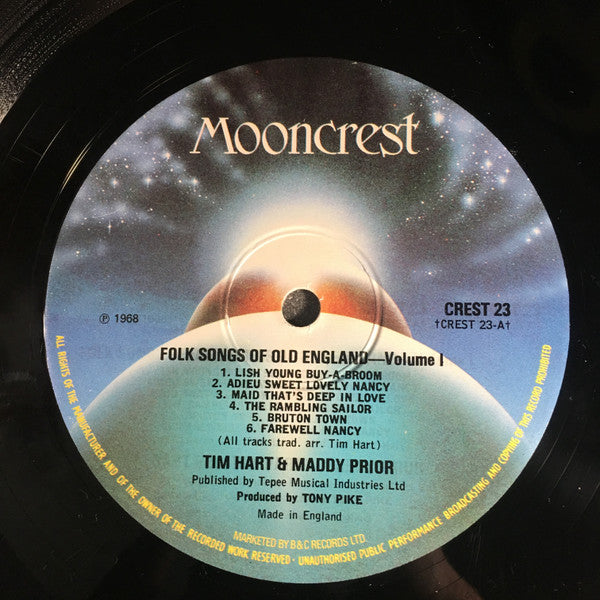 Mooncrest
℗ 1968
CREST 23
†CREST 23-A†
FOLK SONGS OF OLD ENGLAND—Volume I
1. LISH YOUNG BUY-A-BROOM
2. ADIEU SWEET LOVELY NANCY
3. MAID THAT'S DEEP IN LOVE
4. THE RAMBLING SAILOR
5. BRUTON TOWN
6. FAREWELL NANCY
(All tracks trad. arr. Tim Hart)
TIM HART & MADDY PRIOR
Published by Tepee Musical Industries Ltd
Produced by TONY PIKE
Made in England
MARKETED BY B&C RECORDS LTD.
ALL RIGHTS OF THE MANUFACTURER AND OF THE OWNER OF THE RECORDED WORK RESERVED - UNAUTHORISED PUBLIC PERFORMANCE BROADCASTING AND COPYING OF THIS RECORD PROHIBITED